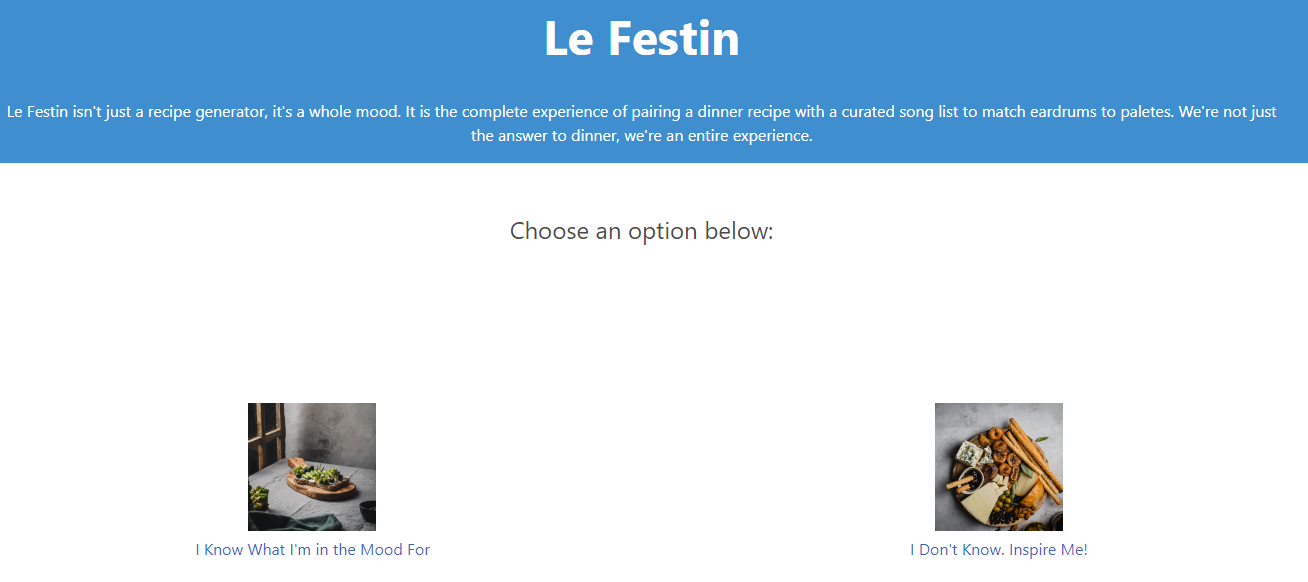 Le Festin
Le Festin isn't just a recipe generator, it's a whole mood. It is the complete experience of pairing a dinner recipe with a curated song list to match eardrums to paletes. We're not just
the answer to dinner, we're an entire experience.
Choose an option below:
I Know What I'm in the Mood For
I Don't Know. Inspire Me!